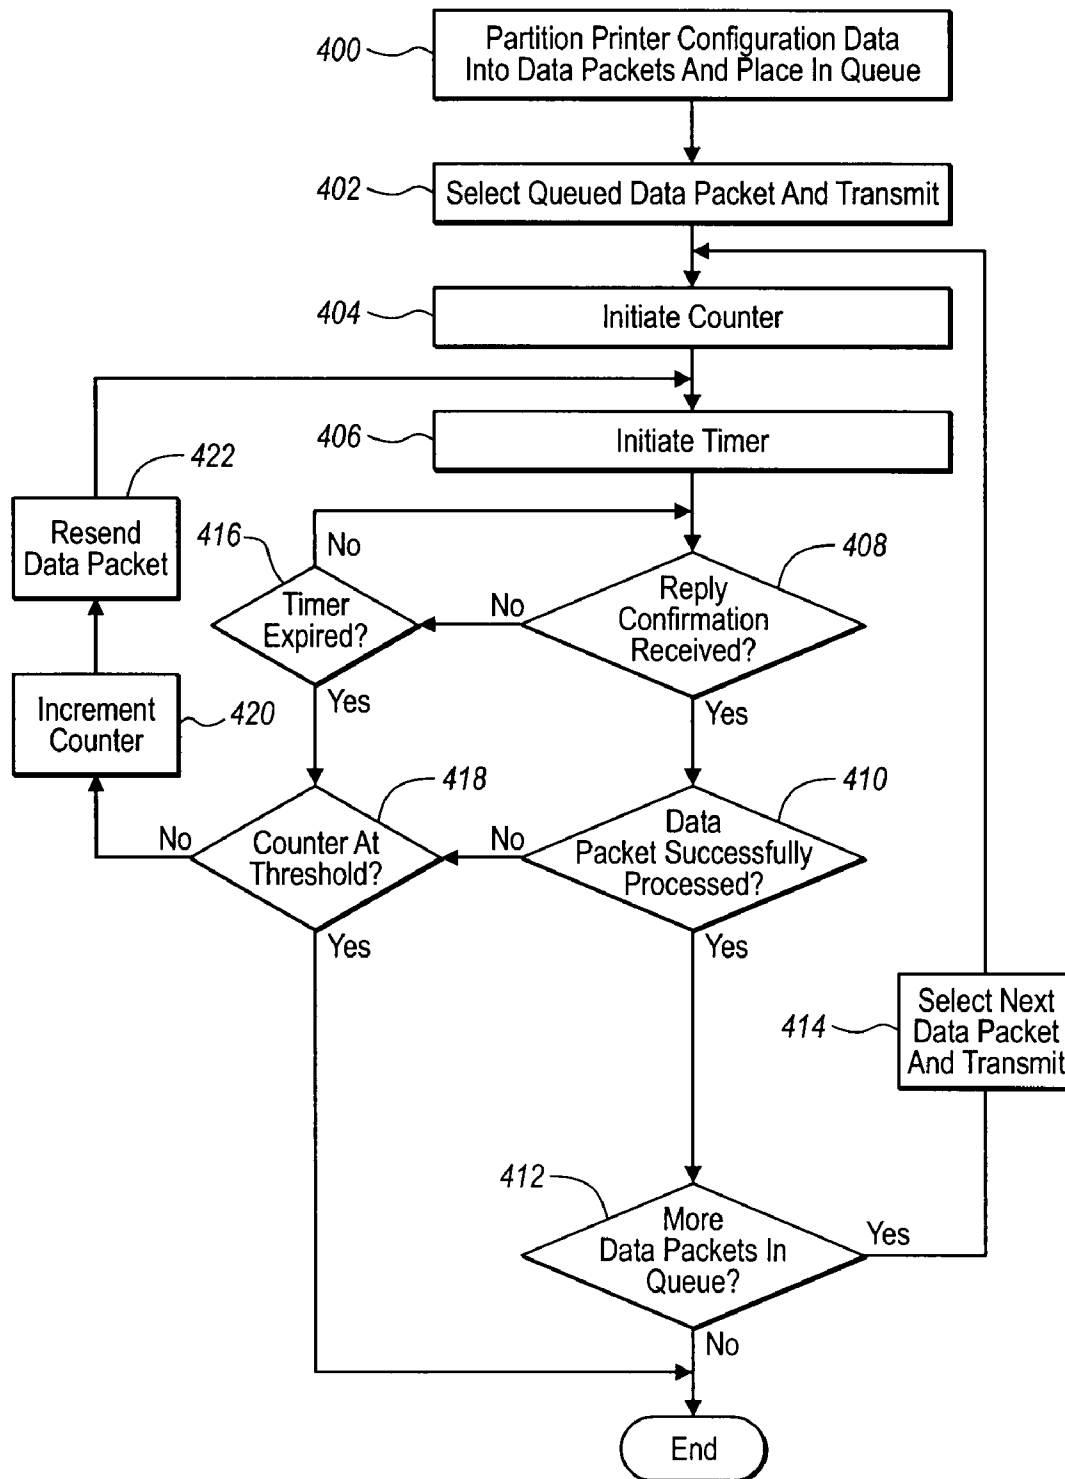 400
Partition Printer Configuration Data
Into Data Packets And Place In Queue
402
Select Queued Data Packet And Transmit
404
Initiate Counter
406
Initiate Timer
422
Resend
Data Packet
416
No
Timer
Expired?
Yes
408
No
Reply
Confirmation
Received?
Yes
Increment
Counter
420
418
No
Counter At
Threshold?
Yes
410
No
Data
Packet Successfully
Processed?
Yes
414
Select Next
Data Packet
And Transmit
412
More
Data Packets In
Queue?
Yes
No
End